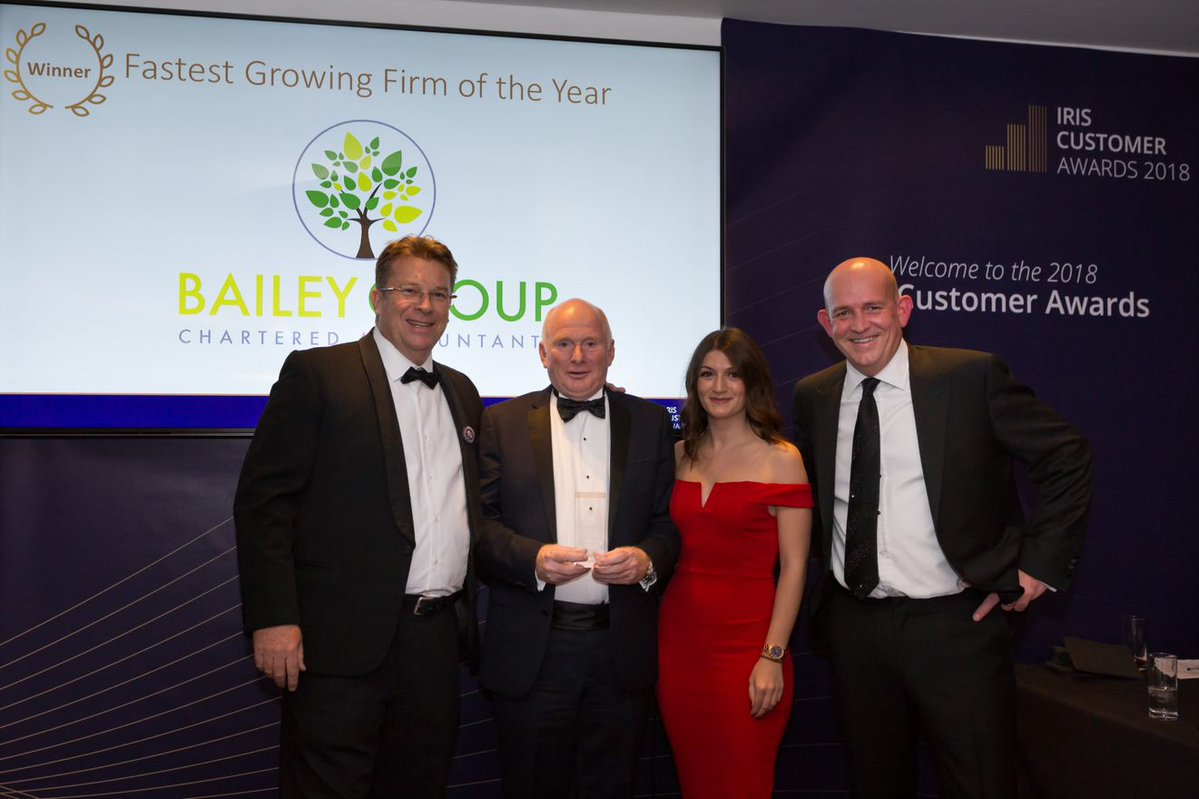 Winner
Fastest Growing Firm of the Year
BAILEY G OUP
CHARTERED
IRIS
CUSTOMER
AWARDS 2018
Welcome to the 2018
Customer Awards